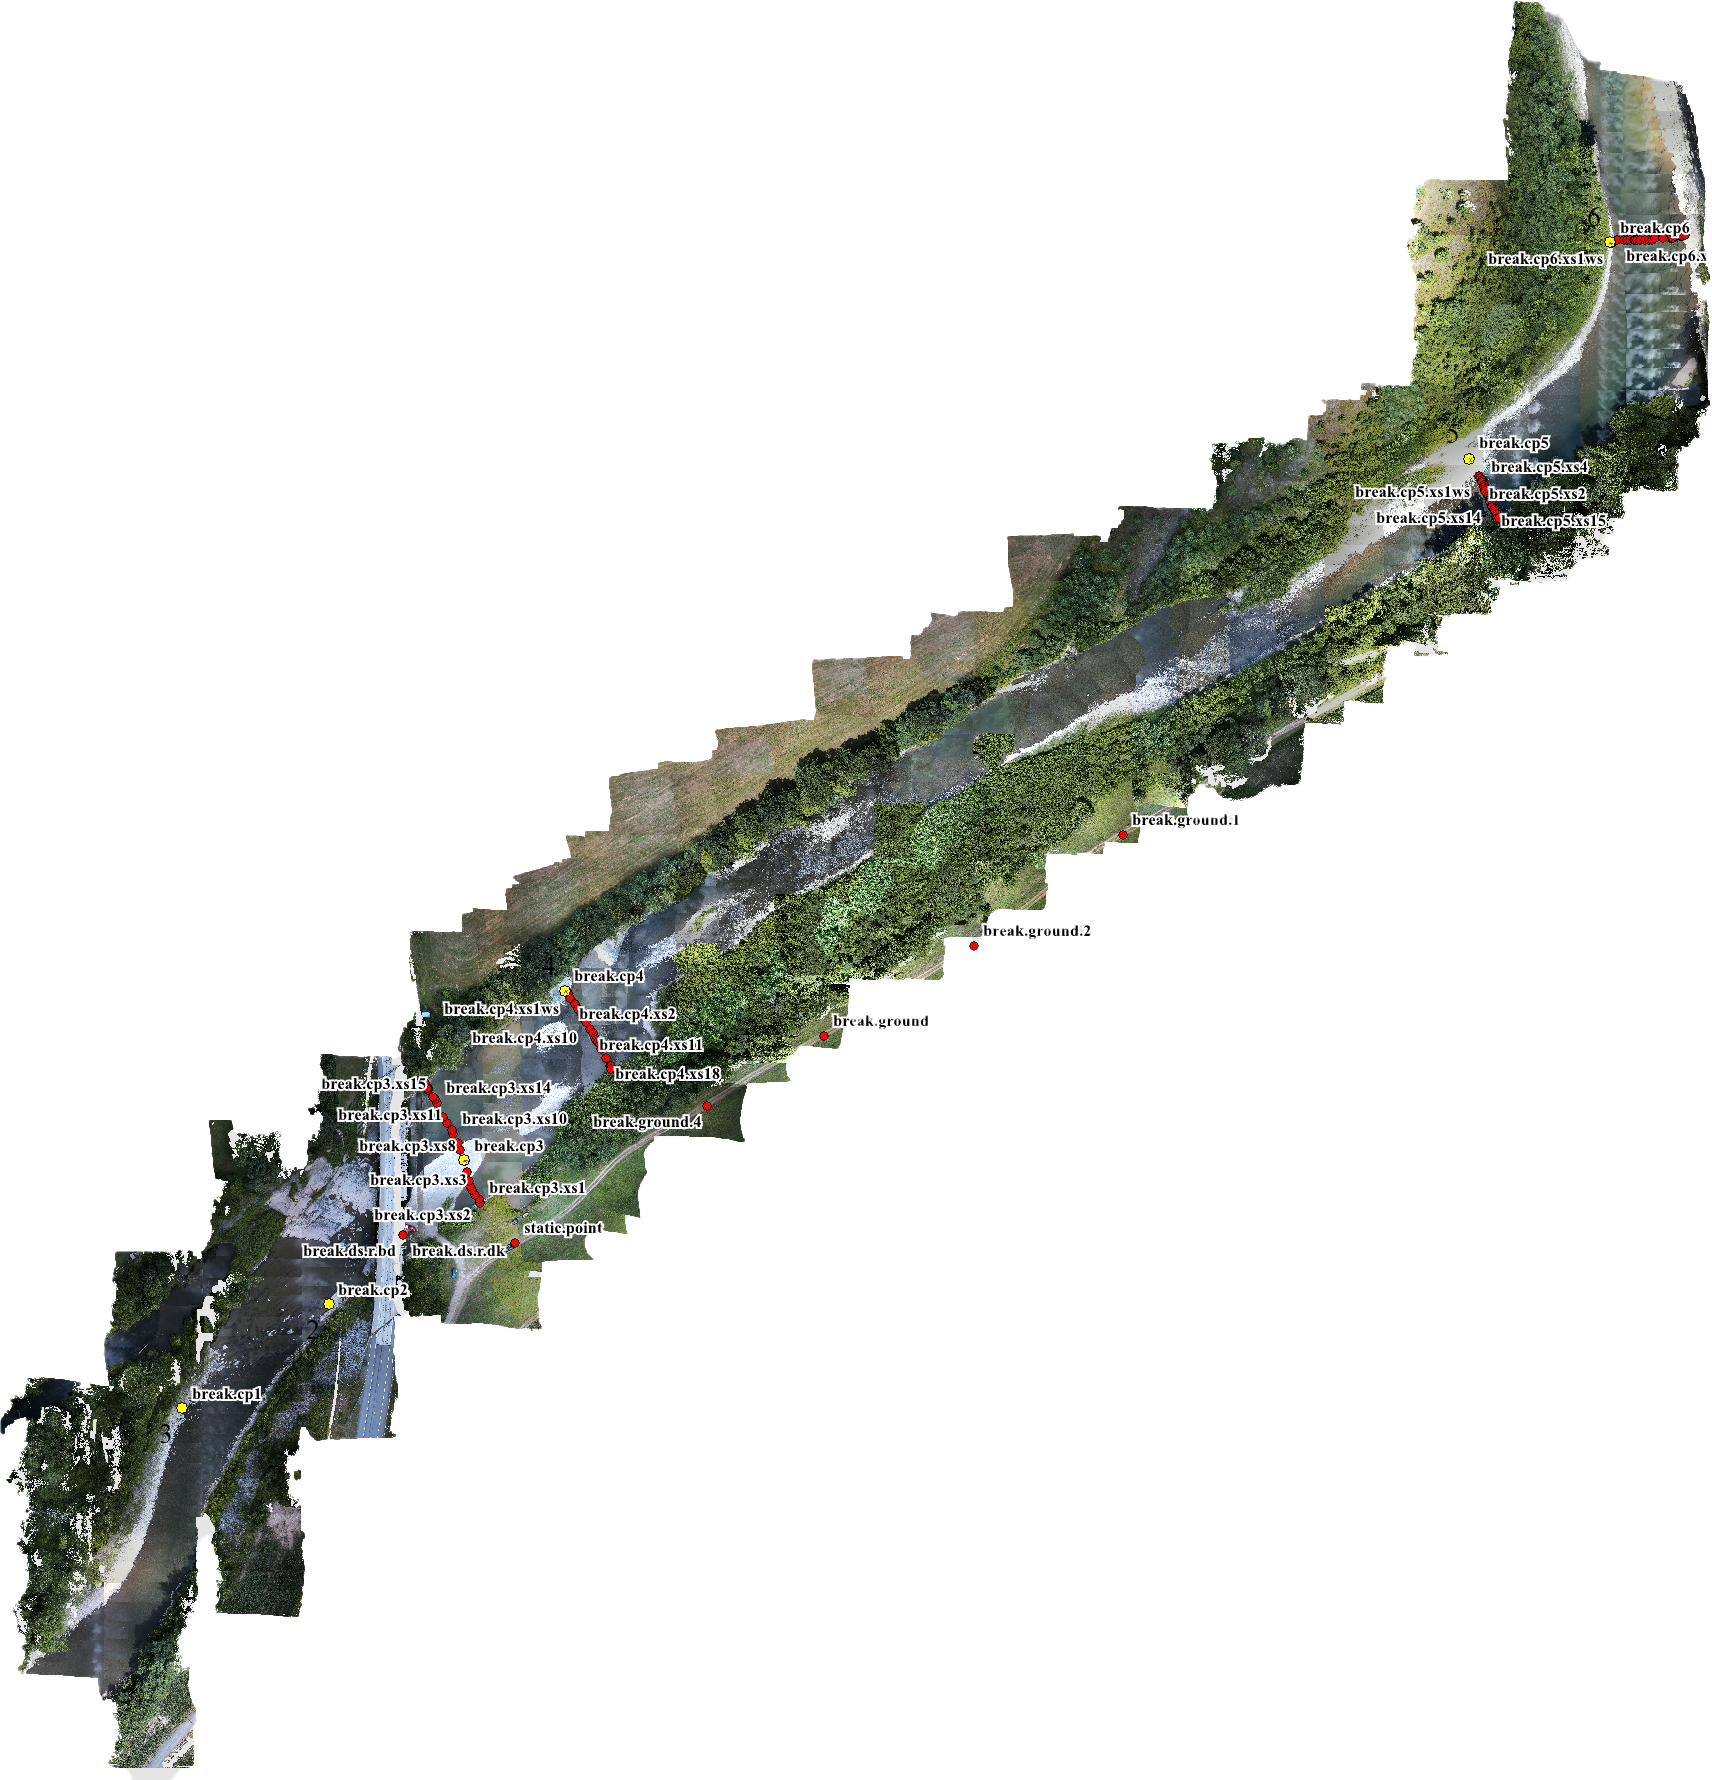 6
break.cp6
break.cp6.xs1ws
break.cp6.x
5
break.cp5
break.cp5.xs4
break.cp5.xs1ws
break.cp5.xs2
break.cp5.xs14
break.cp5.xs15
break.ground.1
break.ground.2
4
break.cp4
break.cp4.xs1ws
break.cp4.xs2
break.ground
break.cp4.xs10
break.cp4.xs11
break.cp4.xs18
break.cp3.xs15
break.cp3.xs14
break.cp3.xs11
break.cp3.xs10
break.ground.4
break.cp3.xs8
break.cp3
break.cp3.xs3
break.cp3.xs1
break.cp3.xs2
static.point
break.ds.r.bd
break.ds.r.dk
break.cp2
2
break.cp1
3